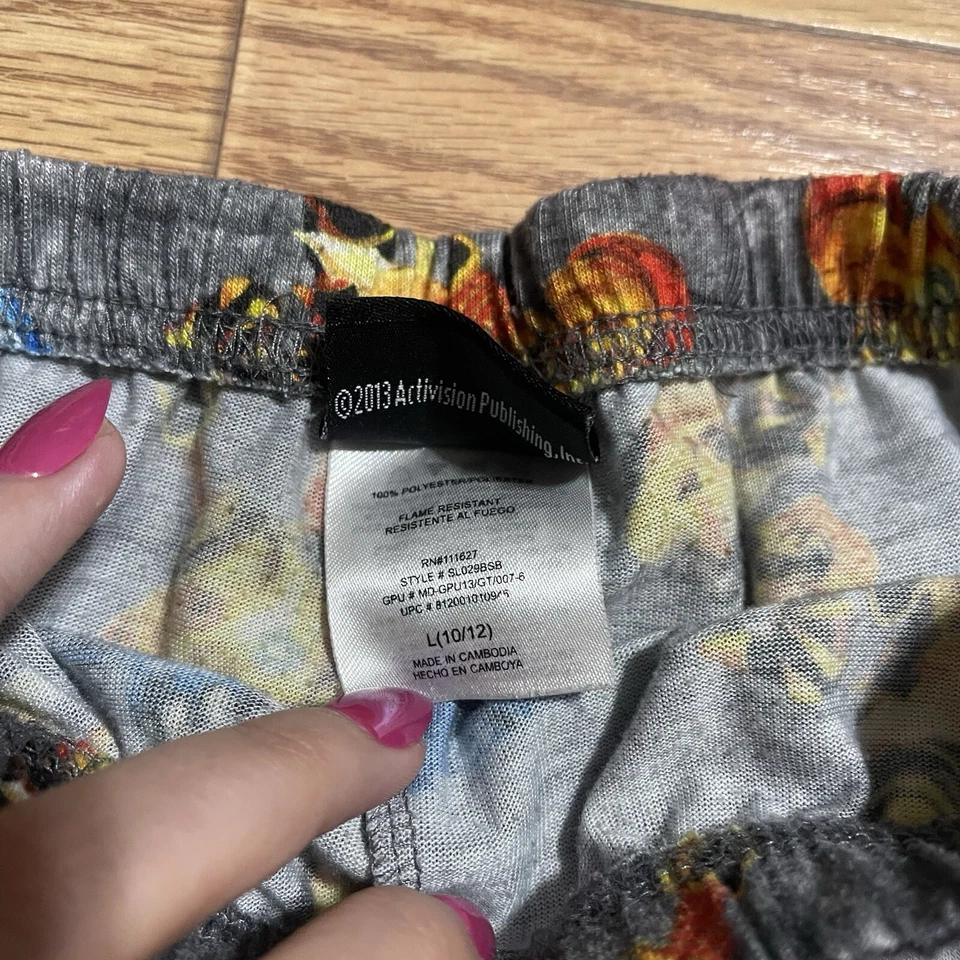 ©2013 Activision Publishing, Inc.
100% POLYESTER/POLIESTER
FLAME RESISTANT
RESISTENTE AL FUEGO
RN#111627
STYLE # SL029BSB
GPU # MD-GPU13/GT/007-6
UPC #
L(10/12)
MADE IN CAMBODIA
HECHO EN CAMBOYA